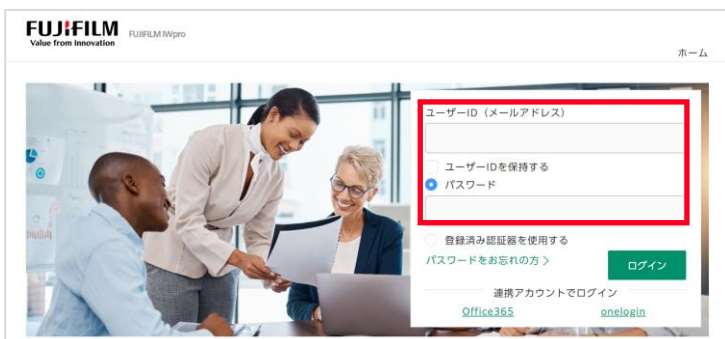 FUJIFILM
Value from Innovation
FUJIFILM IWpro
ホーム
ユーザーID（メールアドレス）
ユーザーIDを保持する
パスワード
登録済み認証器を使用する
パスワードをお忘れの方 >
ログイン
連携アカウントでログイン
Office365
onelogin